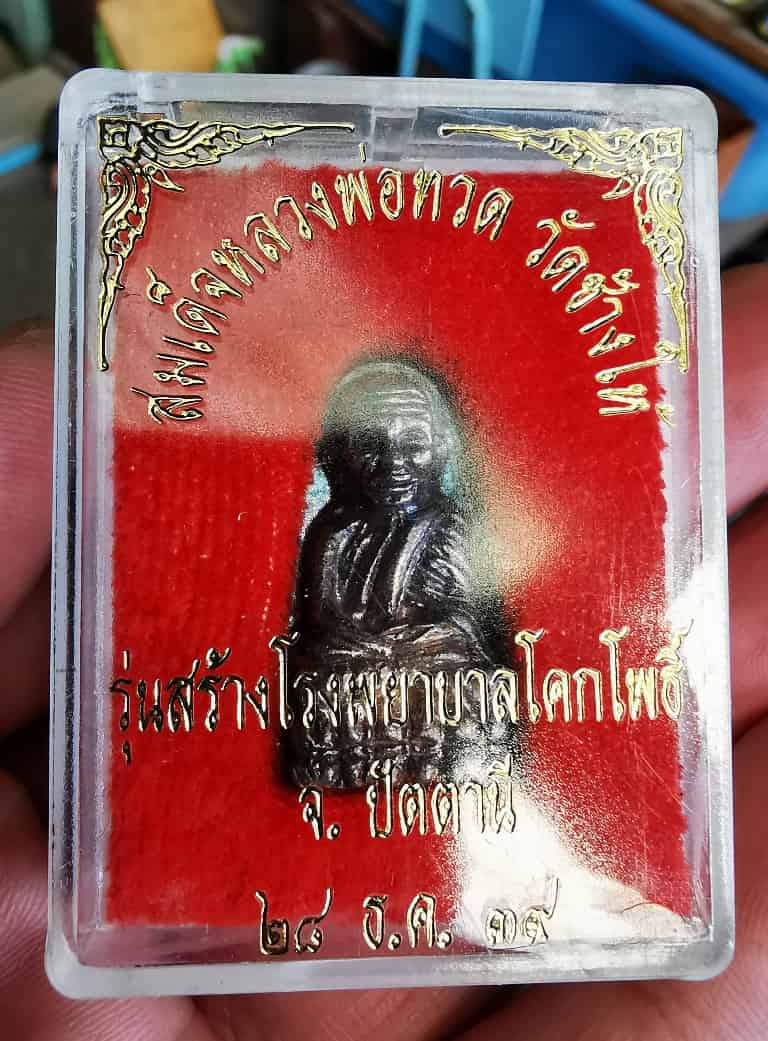 สมเด็จหลวงพ่อทวด วัดช้างไห้
รุ่นสร้างโรงพยาบาลโคกโพธิ์
จ. ปัตตานี
๒๘ ธ.ค. ๓๙